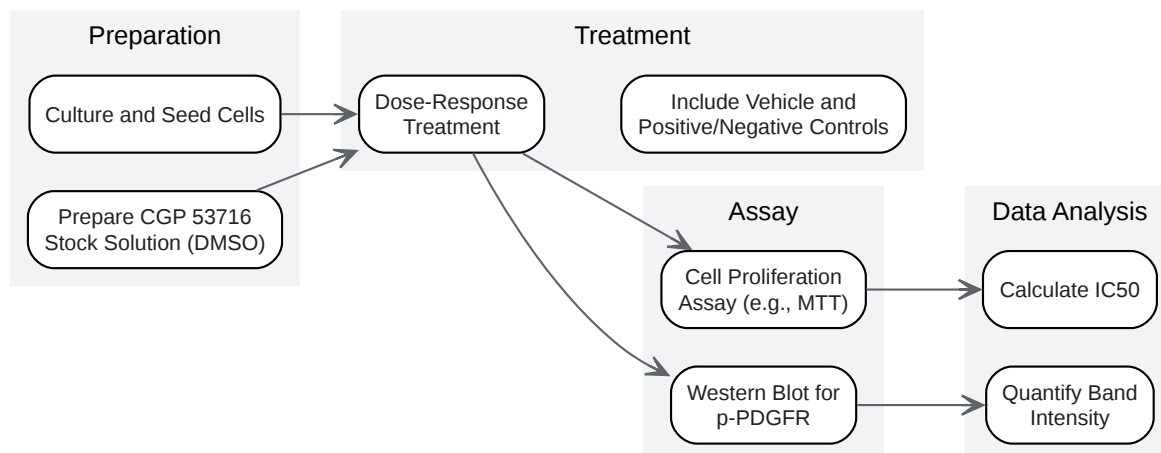 Preparation
Culture and Seed Cells
Prepare CGP 53716
Stock Solution (DMSO)
Treatment
Dose-Response
Treatment
Include Vehicle and
Positive/Negative Controls
Assay
Cell Proliferation
Assay (e.g., MTT)
Western Blot for
p-PDGFR
Data Analysis
Calculate IC50
Quantify Band
Intensity